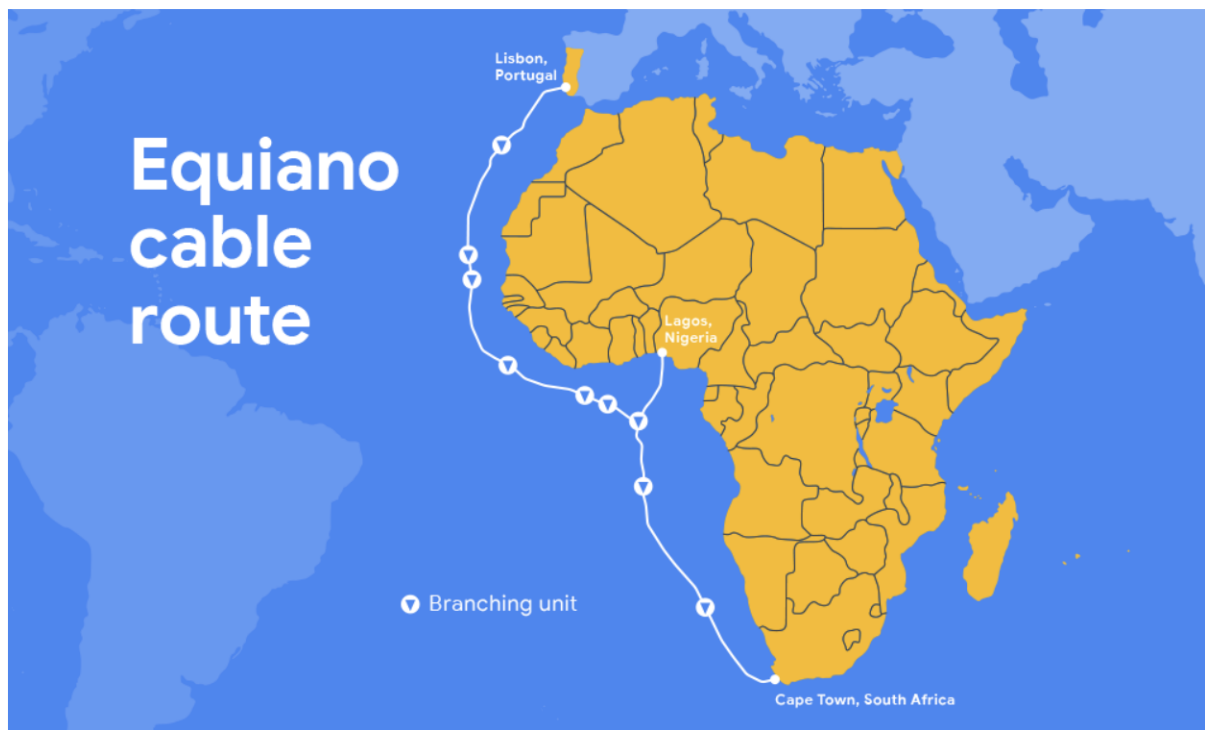 Lisbon,
Portugal
Equiano
cable
route
Lagos,
Nigeria
Branching unit
Cape Town, South Africa